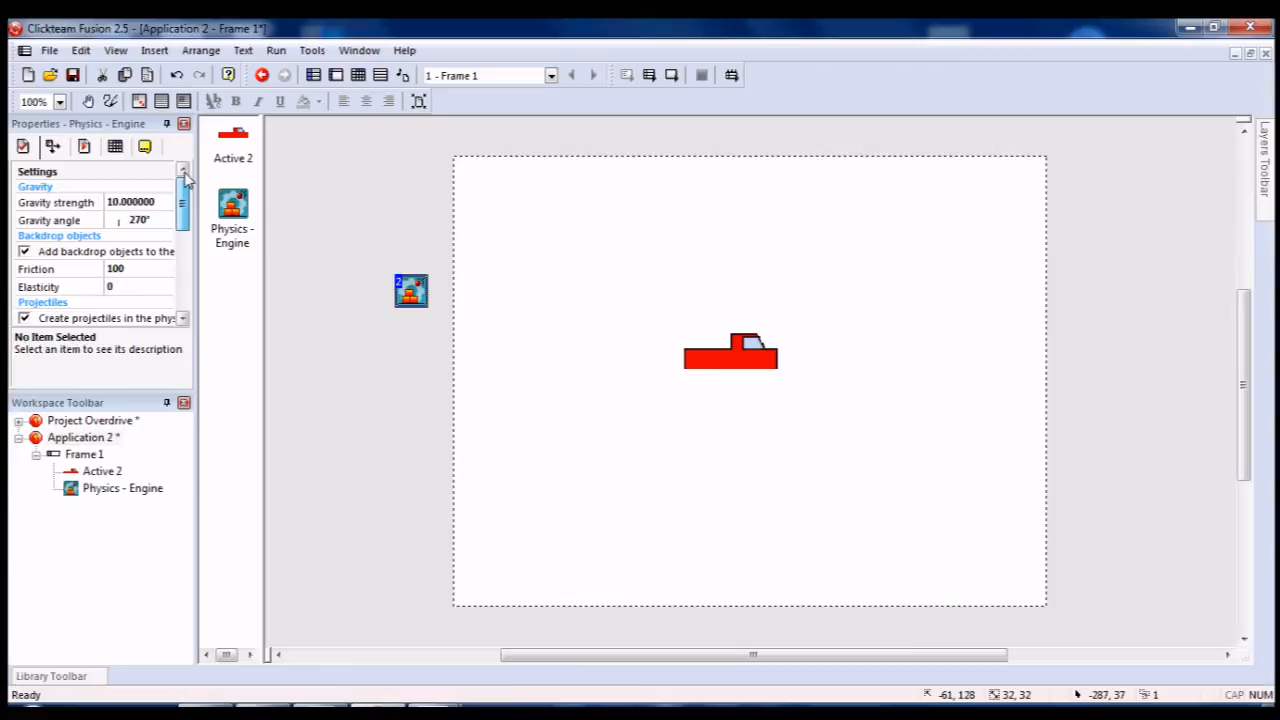 Clickteam Fusion 2.5 - [Application 2 - Frame 1*]
File Edit View Insert Arrange Text Run Tools Window Help
1 - Frame 1
100%
B I U
Properties - Physics - Engine
Settings
Gravity
Gravity strength 10.000000
Gravity angle 270°
Backdrop objects
Add backdrop objects to the
Friction 100
Elasticity 0
Projectiles
Create projectiles in the phys
No Item Selected
Select an item to see its description
Workspace Toolbar
Project Overdrive *
Application 2 *
Frame 1
Active 2
Physics - Engine
Library Toolbar
Active 2
Physics -
Engine
2
Layers Toolbar
Ready
-61, 128
32, 32
-287, 37
1
CAP NUM